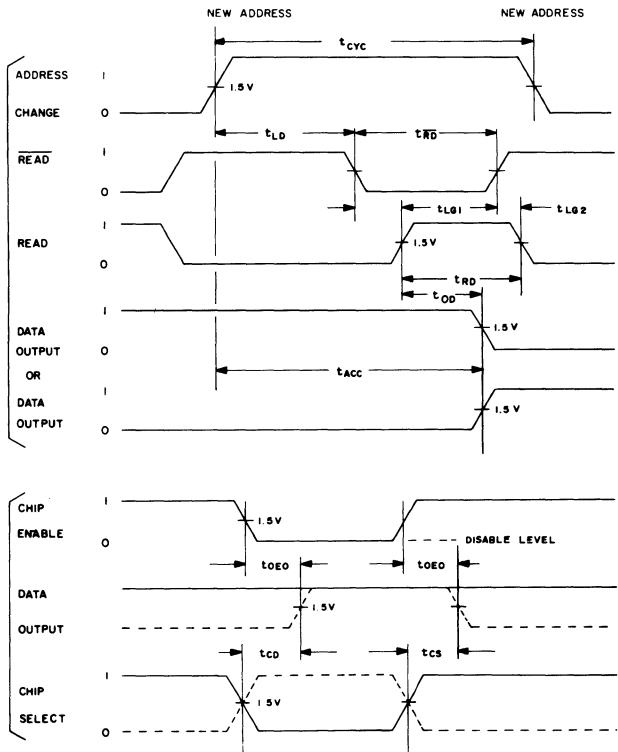 NEW ADDRESS NEW ADDRESS
tCYC
ADDRESS 1
1.5V
CHANGE 0
tLD tRD
READ 1
0
tLG1 tLG2
1
READ 1.5V
0
tRD
tOD
1
DATA 1.5V
OUTPUT 0
OR tACC
1
DATA 1.5V
OUTPUT 0
CHIP 1
1.5V
ENABLE 0 DISABLE LEVEL
tOEO tOEO
DATA
1.5V
OUTPUT
tCD tCS
1
CHIP 1.5V
SELECT 0